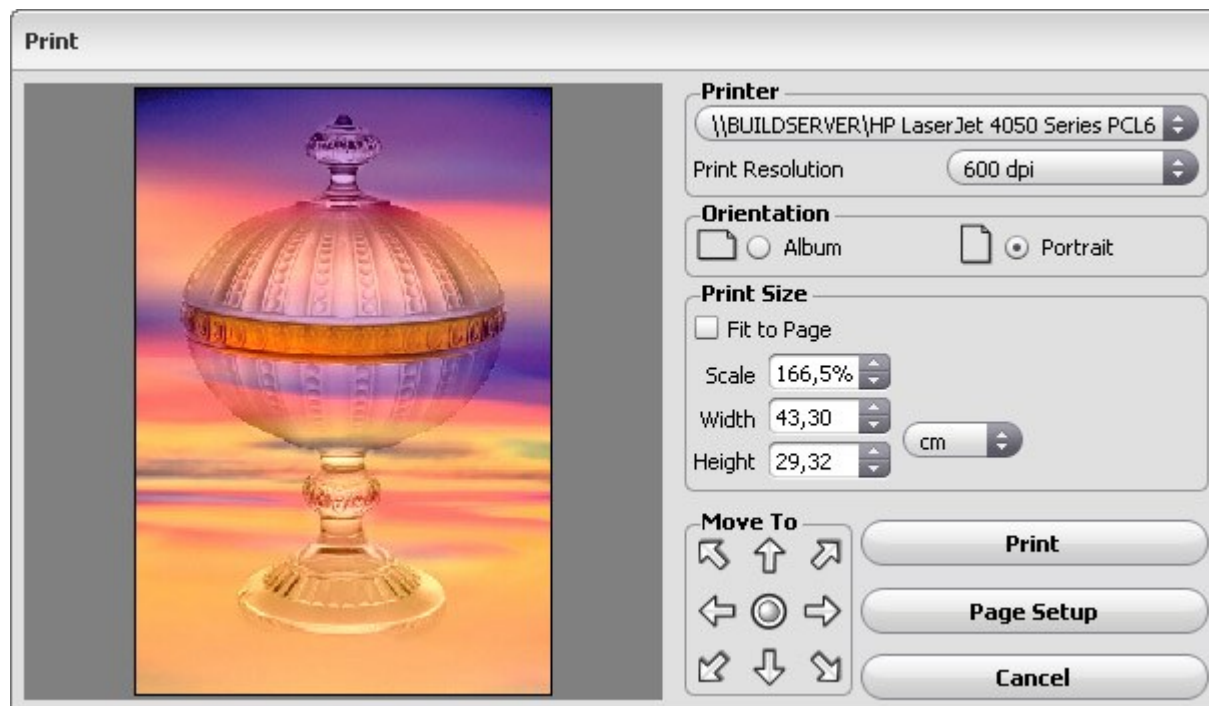 Print
Printer
\\BUILDSERVER\HP LaserJet 4050 Series PCL6
Print Resolution 600 dpi
Orientation
Album Portrait
Print Size
Fit to Page
Scale 166,5%
Width 43,30
cm
Height 29,32
Move To
Print
Page Setup
Cancel